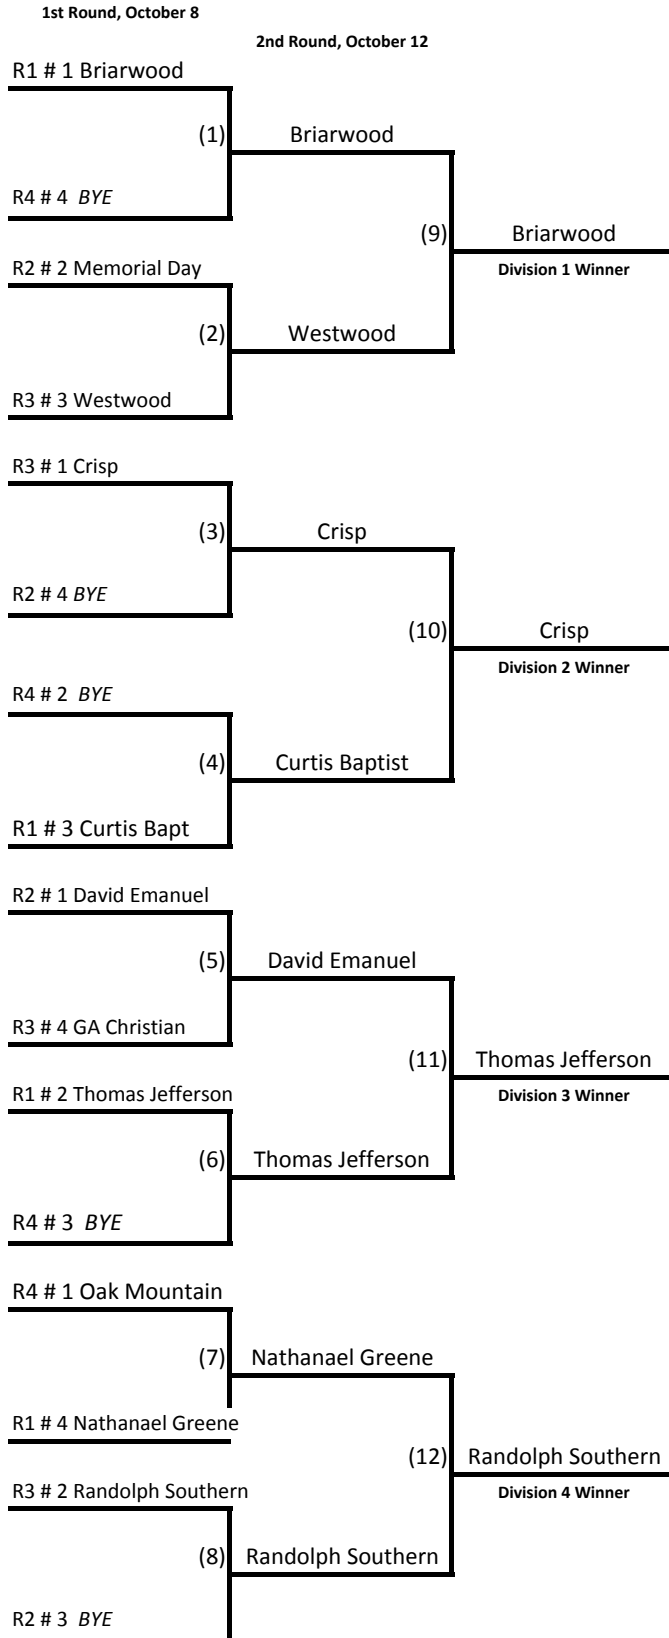 1st Round, October 8
2nd Round, October 12
R1 # 1 Briarwood
(1) Briarwood
R4 # 4 BYE
(9) Briarwood
R2 # 2 Memorial Day
Division 1 Winner
(2) Westwood
R3 # 3 Westwood
R3 # 1 Crisp
(3) Crisp
R2 # 4 BYE
(10) Crisp
Division 2 Winner
R4 # 2 BYE
(4) Curtis Baptist
R1 # 3 Curtis Bapt
R2 # 1 David Emanuel
(5) David Emanuel
R3 # 4 GA Christian
(11) Thomas Jefferson
R1 # 2 Thomas Jefferson
Division 3 Winner
(6) Thomas Jefferson
R4 # 3 BYE
R4 # 1 Oak Mountain
(7) Nathanael Greene
R1 # 4 Nathanael Greene
(12) Randolph Southern
R3 # 2 Randolph Southern
Division 4 Winner
(8) Randolph Southern
R2 # 3 BYE